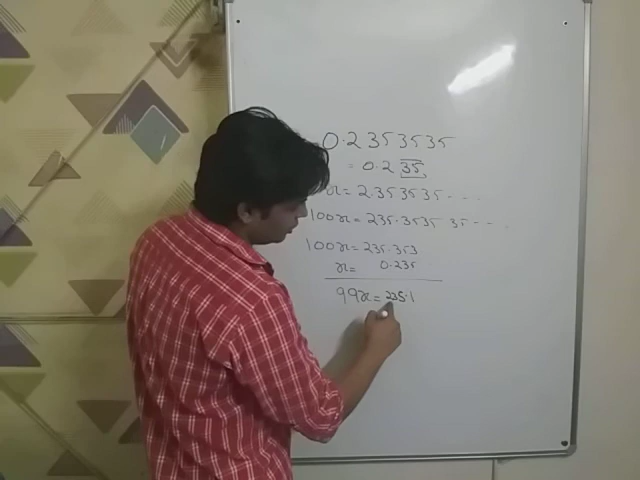 0.2353535
= 0.2 35,
x = 2.353535 - - - -
100x = 235.3535 35 - - - .
100x = 235.353
x = 0.235
99x = 235.1